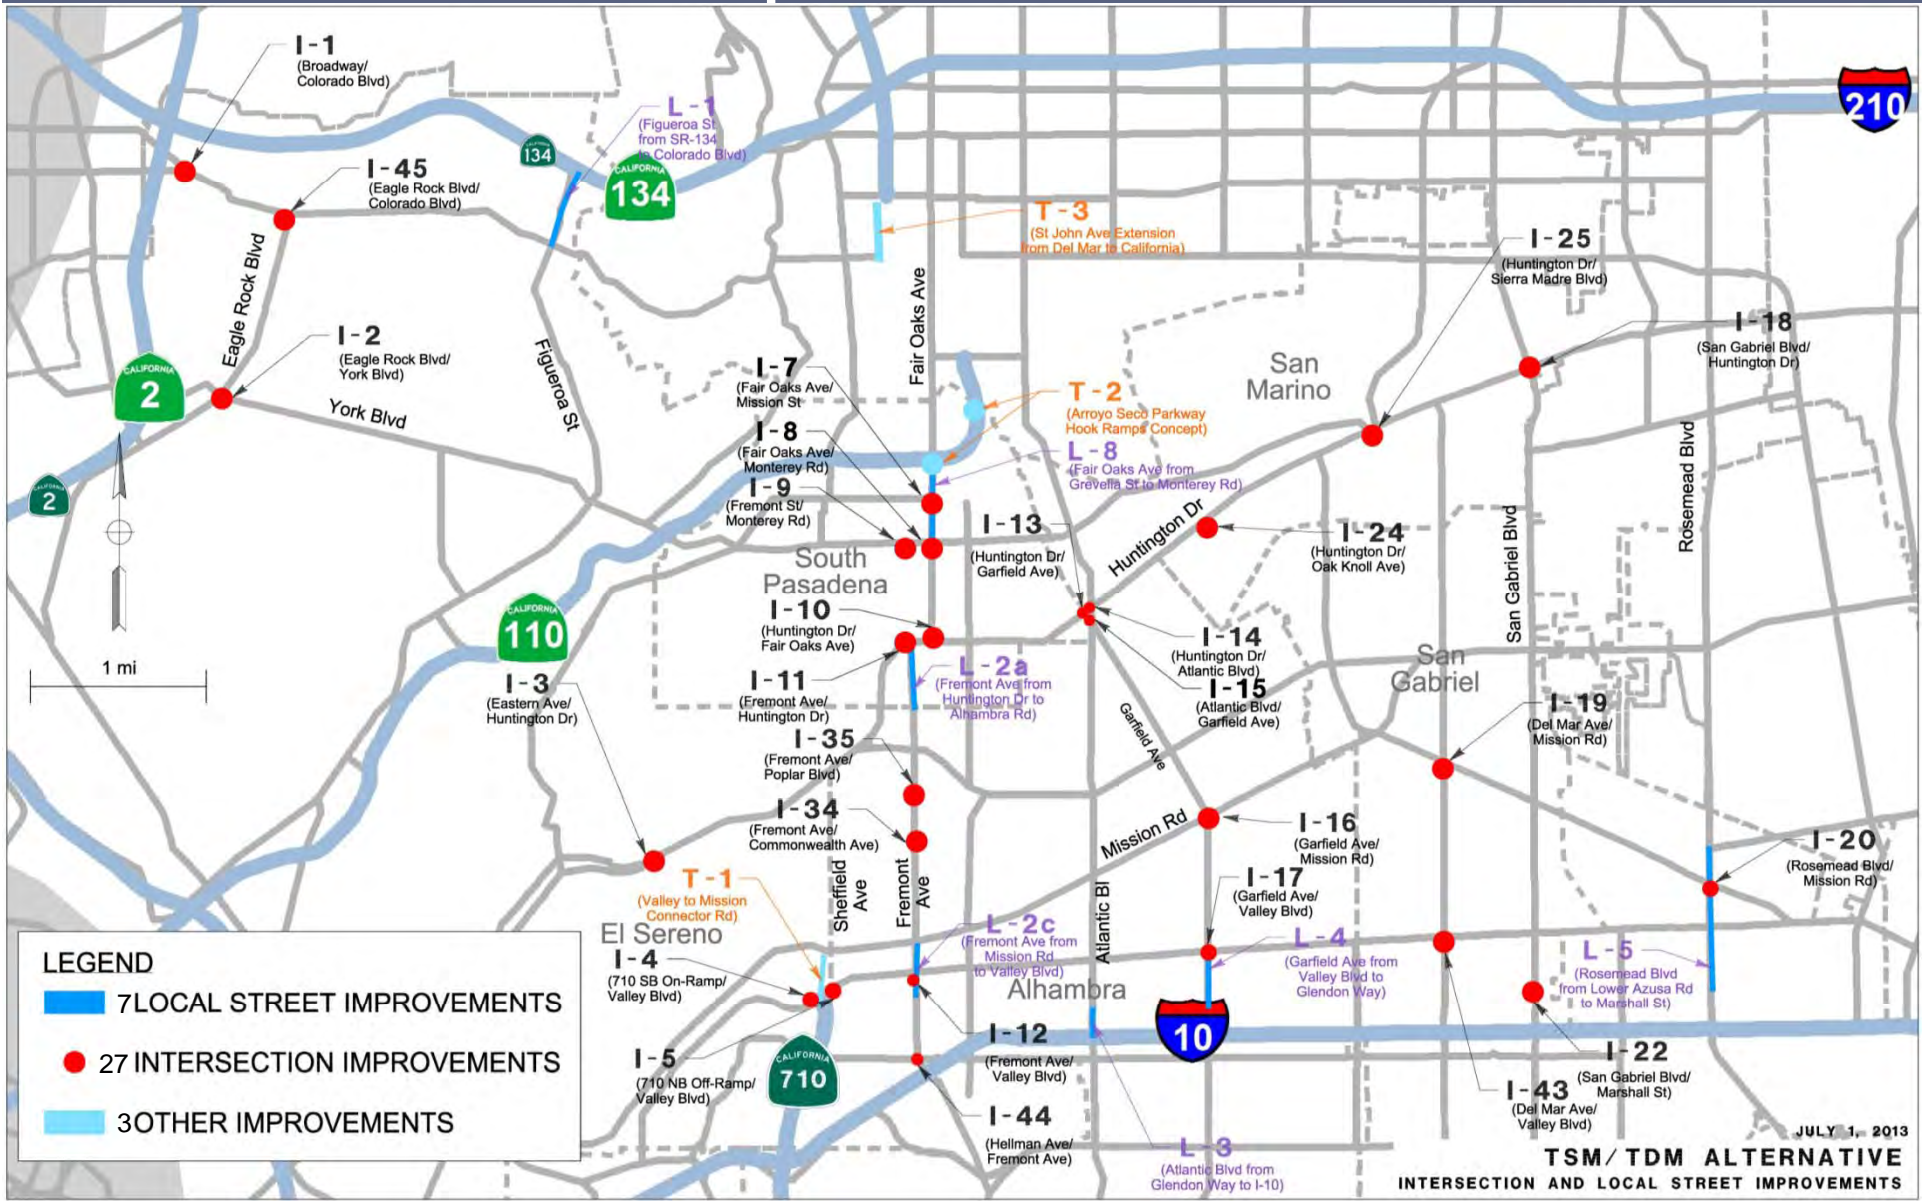 I-1
(Broadway/
Colorado Blvd)
L-1
(Figueroa St
from SR-134
to Colorado Blvd)
210
CALIFORNIA
134
CALIFORNIA
134
I-45
(Eagle Rock Blvd/
Colorado Blvd)
T-3
(St John Ave Extension
from Del Mar to California)
I-25
(Huntington Dr/
Sierra Madre Blvd)
Eagle Rock Blvd
Fair Oaks Ave
I-2
(Eagle Rock Blvd/
York Blvd)
I-18
(San Gabriel Blvd/
Huntington Dr)
CALIFORNIA
2
Figueroa St
York Blvd
I-7
(Fair Oaks Ave/
Mission St
San
Marino
T-2
(Arroyo Seco Parkway
Hook Ramps Concept)
I-8
(Fair Oaks Ave/
Monterey Rd)
L-8
(Fair Oaks Ave from
Grevelia St to Monterey Rd)
CALIFORNIA
2
I-9
(Fremont St/
Monterey Rd)
Rosemead Blvd
San Gabriel Blvd
Huntington Dr
I-13
(Huntington Dr/
Garfield Ave)
I-24
(Huntington Dr/
Oak Knoll Ave)
South
Pasadena
CALIFORNIA
110
I-10
(Huntington Dr/
Fair Oaks Ave)
I-14
(Huntington Dr/
Atlantic Blvd)
1 mi
I-3
(Eastern Ave/
Huntington Dr)
I-11
(Fremont Ave/
Huntington Dr)
L-2a
(Fremont Ave from
Huntington Dr to
Alhambra Rd)
I-15
(Atlantic Blvd/
Garfield Ave)
San
Gabriel
I-19
(Del Mar Ave/
Mission Rd)
Garfield Ave
I-35
(Fremont Ave/
Poplar Blvd)
I-34
(Fremont Ave/
Commonwealth Ave)
Mission Rd
I-16
(Garfield Ave/
Mission Rd)
I-20
(Rosemead Blvd/
Mission Rd)
T-1
(Valley to Mission
Connector Rd)
Sheffield
Ave
Fremont
Ave
Atlantic Bl
I-17
(Garfield Ave/
Valley Blvd)
El Sereno
L-2c
(Fremont Ave from
Mission Rd
to Valley Blvd)
L-4
(Garfield Ave from
Valley Blvd to
Glendon Way)
L-5
(Rosemead Blvd
from Lower Azusa Rd
to Marshall St)
I-4
(710 SB On-Ramp/
Valley Blvd)
Alhambra
LEGEND
7 LOCAL STREET IMPROVEMENTS
27 INTERSECTION IMPROVEMENTS
3 OTHER IMPROVEMENTS
I-5
(710 NB Off-Ramp/
Valley Blvd)
CALIFORNIA
710
I-12
(Fremont Ave/
Valley Blvd)
10
I-22
(San Gabriel Blvd/
Marshall St)
I-43
(Del Mar Ave/
Valley Blvd)
I-44
(Hellman Ave/
Fremont Ave)
L-3
(Atlantic Blvd from
Glendon Way to I-10)
JULY 1, 2013
TSM/TDM ALTERNATIVE
INTERSECTION AND LOCAL STREET IMPROVEMENTS